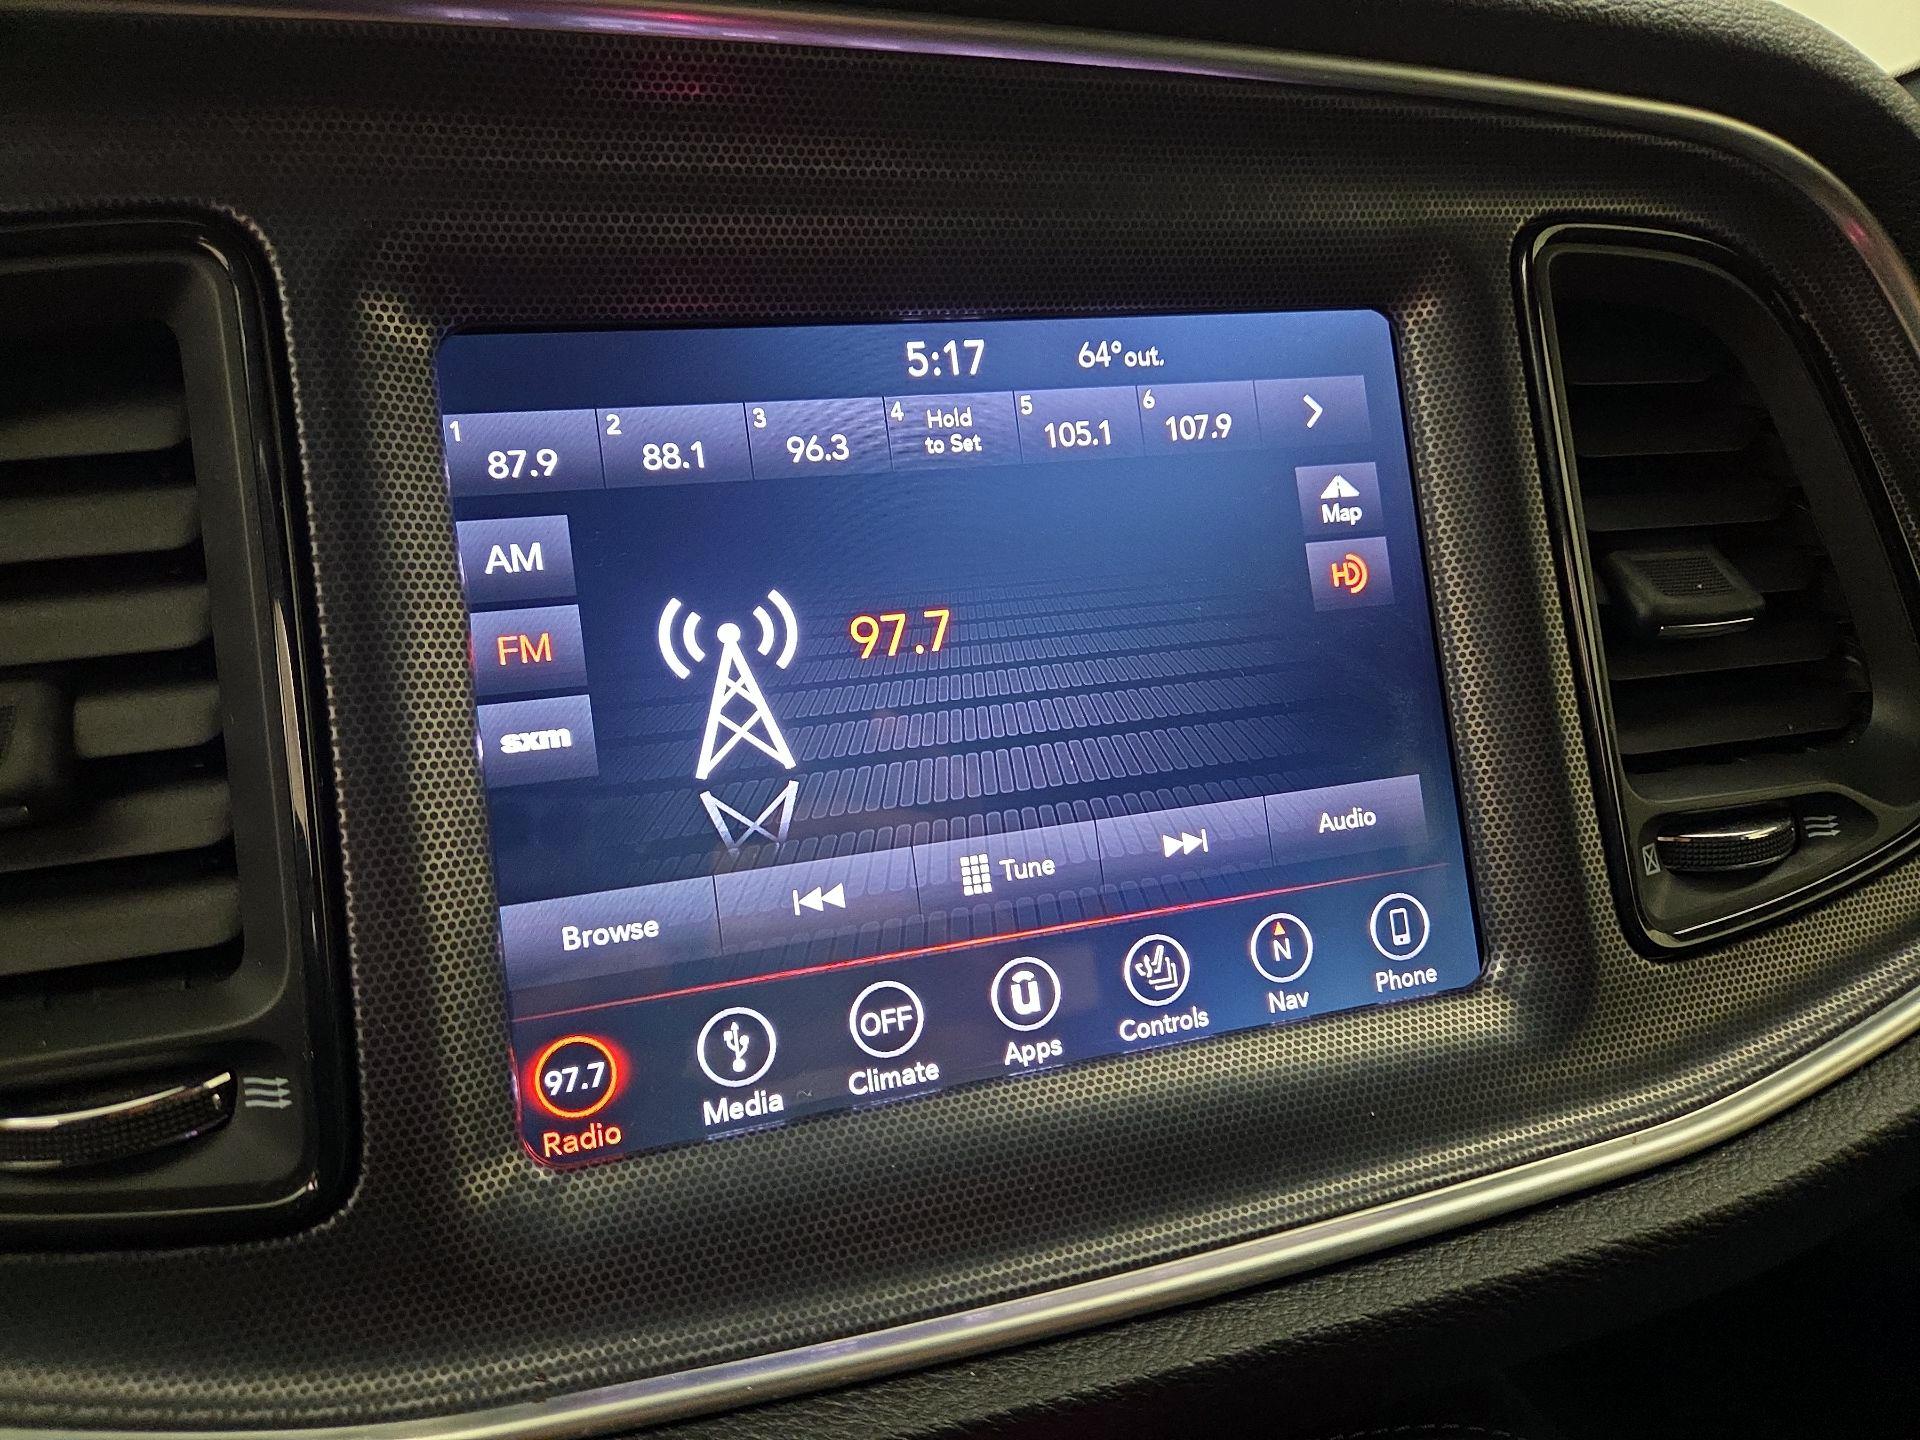 5:17 64° out.
1 87.9 2 88.1 3 96.3 4 Hold to Set 5 105.1 6 107.9
Map
AM
HD
FM
97.7
sxm
Browse Tune Audio
97.7 OFF ū N
Radio Media Climate Apps Controls Nav Phone